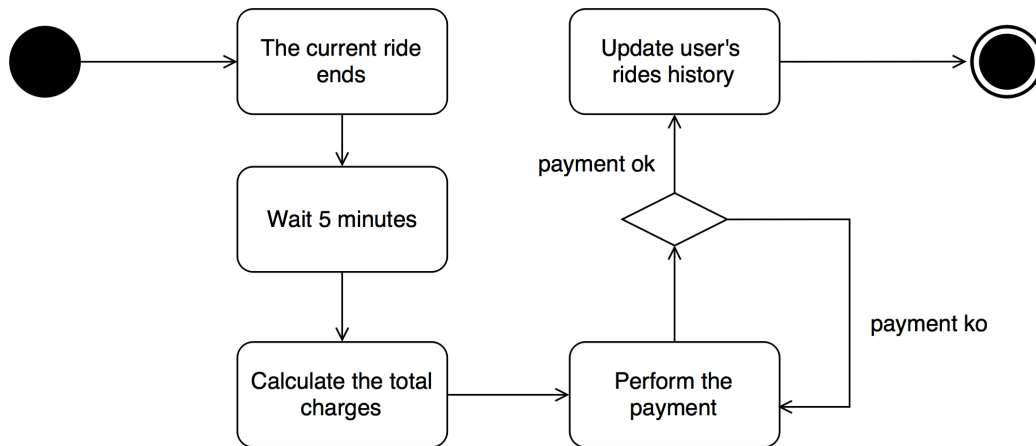 The current ride
ends
Wait 5 minutes
Calculate the total
charges
Perform the
payment
payment ko
payment ok
Update user's
rides history